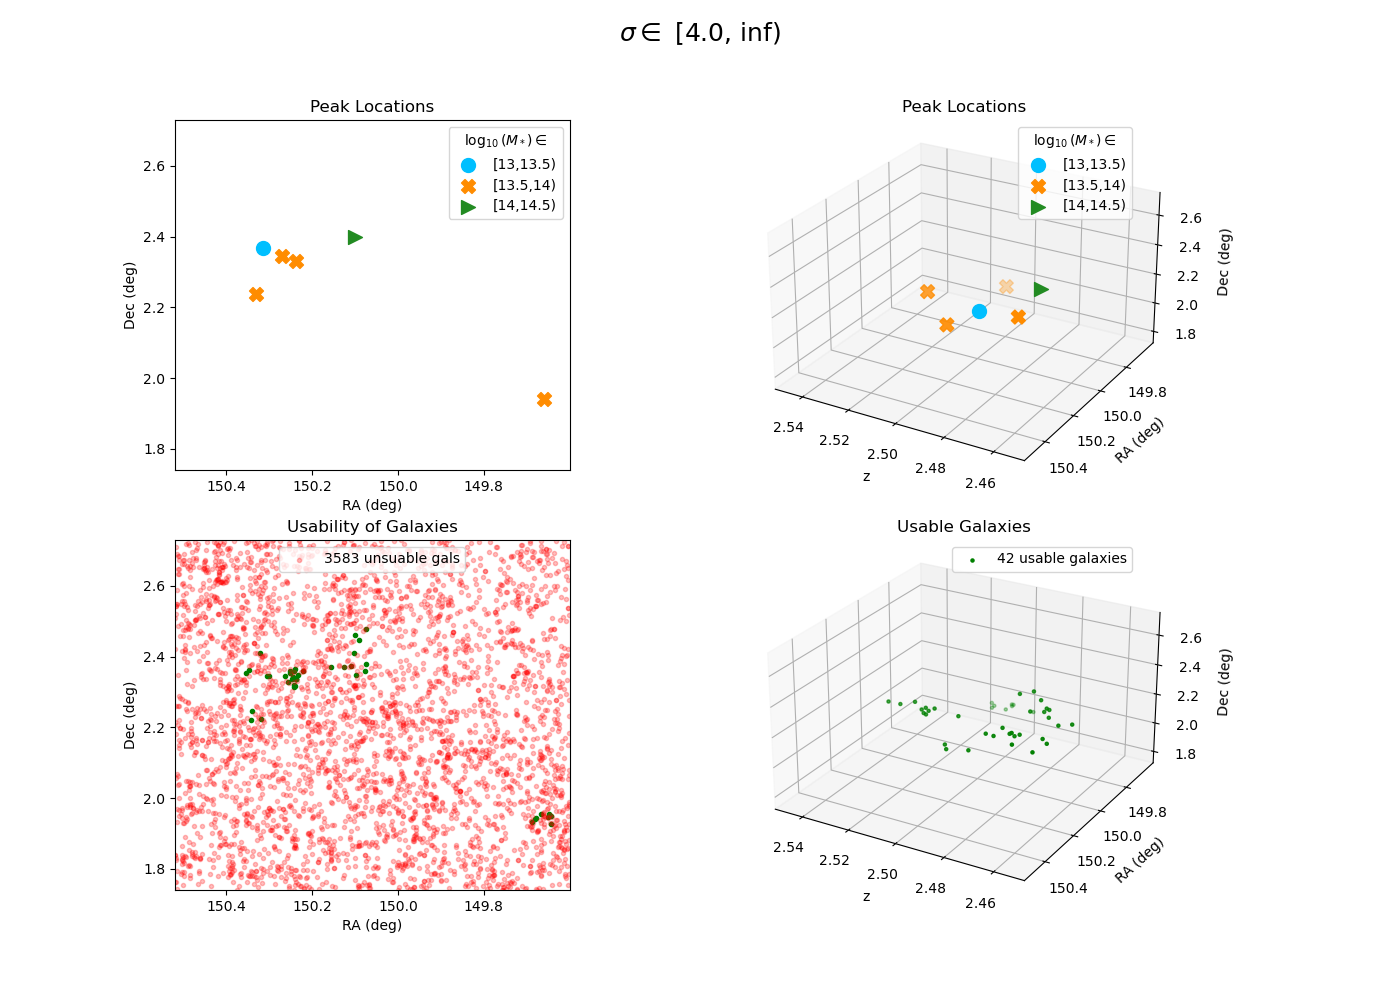 σ ∈ [4.0, inf)
Peak Locations
log₁₀(M*) ∈
[13,13.5)
[13.5,14)
[14,14.5)
2.6
2.4
2.2
2.0
1.8
Dec (deg)
150.4 150.2 150.0 149.8
RA (deg)
Peak Locations
log₁₀(M*) ∈
[13,13.5)
[13.5,14)
[14,14.5)
2.6
2.4
2.2
2.0
1.8
Dec (deg)
149.8
150.0
150.2
150.4
RA (deg)
2.54
2.52
2.50
2.48
2.46
z
Usability of Galaxies
3583 unsuable gals
2.6
2.4
2.2
2.0
1.8
Dec (deg)
150.4 150.2 150.0 149.8
RA (deg)
Usable Galaxies
42 usable galaxies
2.6
2.4
2.2
2.0
1.8
Dec (deg)
149.8
150.0
150.2
150.4
RA (deg)
2.54
2.52
2.50
2.48
2.46
z